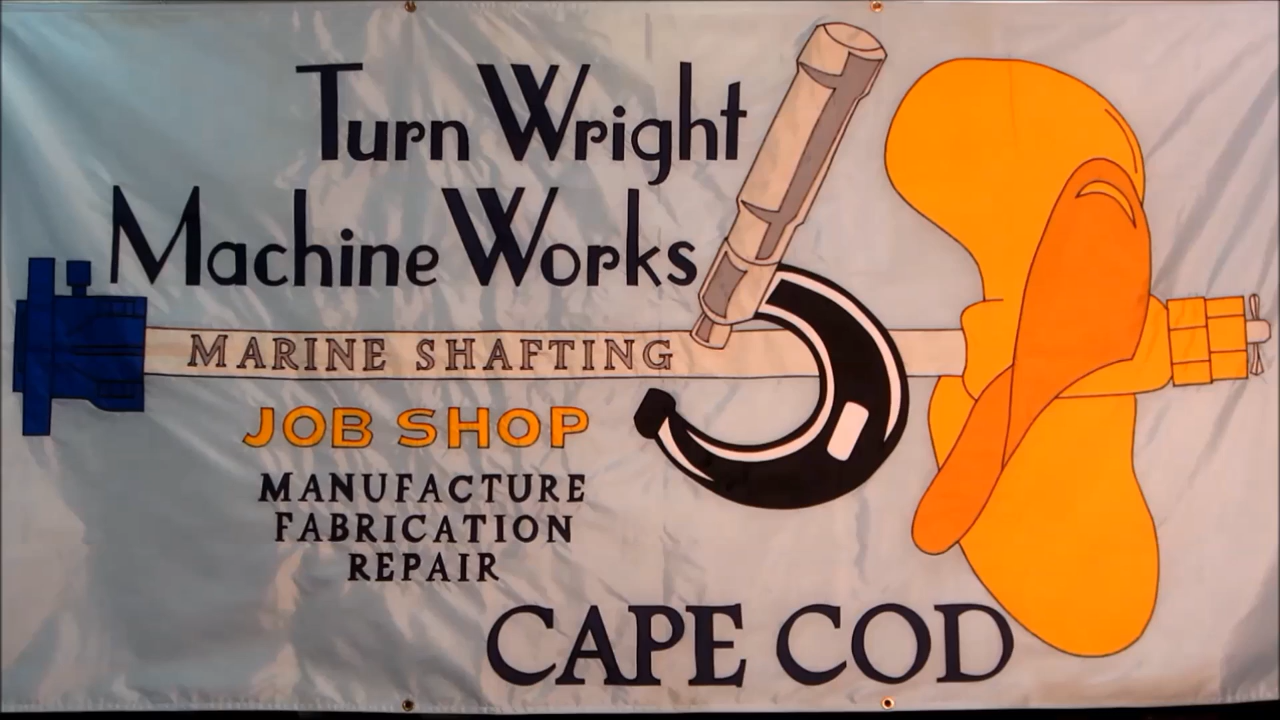 Turn Wright
Machine Works
MARINE SHAFTING
JOB SHOP
MANUFACTURE
FABRICATION
REPAIR
CAPE COD